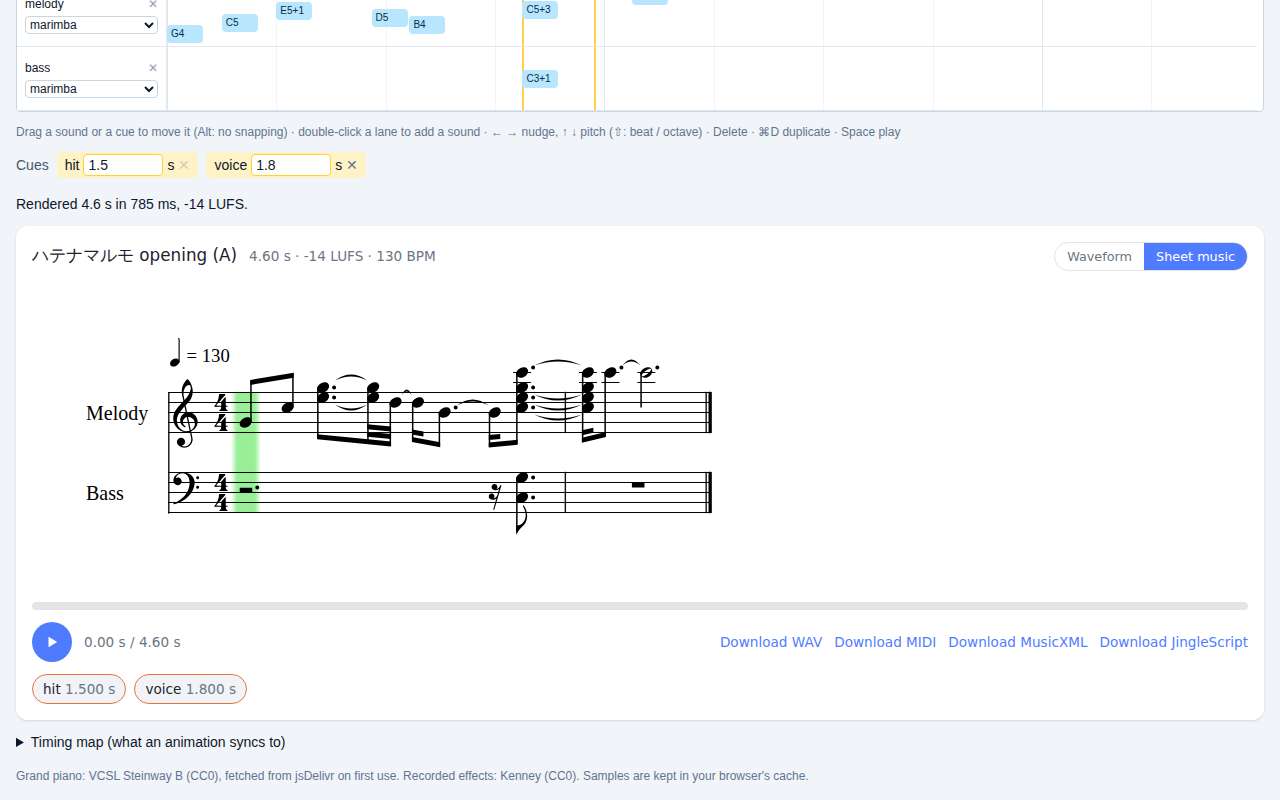 melody ×
marimba
G4 C5 E5+1 D5 B4 C5+3
bass ×
marimba
C3+1
Drag a sound or a cue to move it (Alt: no snapping) · double-click a lane to add a sound · ← → nudge, ↑ ↓ pitch (⇧: beat / octave) · Delete · ⌘D duplicate · Space play
Cues hit 1.5 s × voice 1.8 s ×
Rendered 4.6 s in 785 ms, -14 LUFS.
ハテナマルモ opening (A) 4.60 s · -14 LUFS · 130 BPM Waveform Sheet music
= 130
Melody
Bass
0.00 s / 4.60 s Download WAV Download MIDI Download MusicXML Download JingleScript
hit 1.500 s voice 1.800 s
Timing map (what an animation syncs to)
Grand piano: VCSL Steinway B (CC0), fetched from jsDelivr on first use. Recorded effects: Kenney (CC0). Samples are kept in your browser's cache.